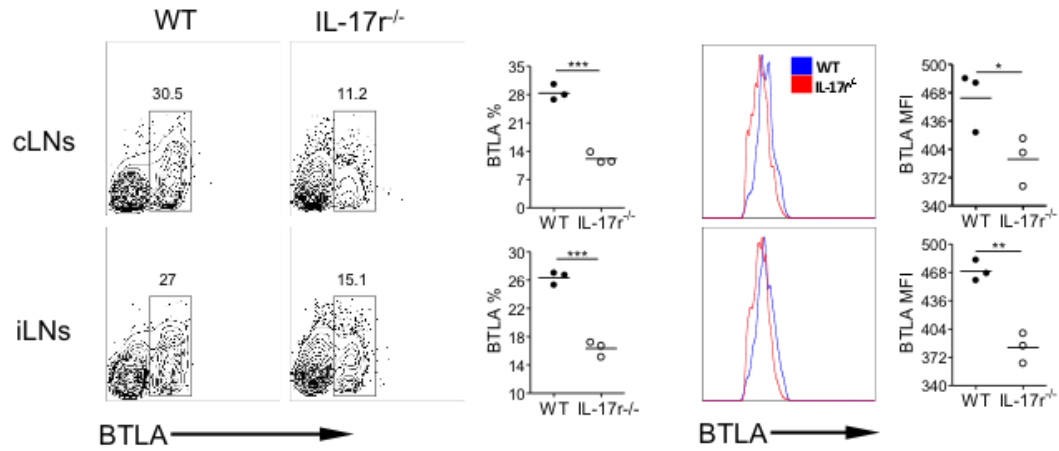 WT
IL-17r-/-
cLNs
30.5
11.2
35
28
21
14
7
0
BTLA %
***
WT IL-17r-/-
WT
IL-17r-/-
500
468
436
404
372
340
BTLA MFI
*
WT IL-17r-/-
iLNs
27
15.1
30
26
22
18
14
10
BTLA %
***
WT IL-17r-/-
500
468
436
404
372
340
BTLA MFI
**
WT IL-17r-/-
BTLA
BTLA